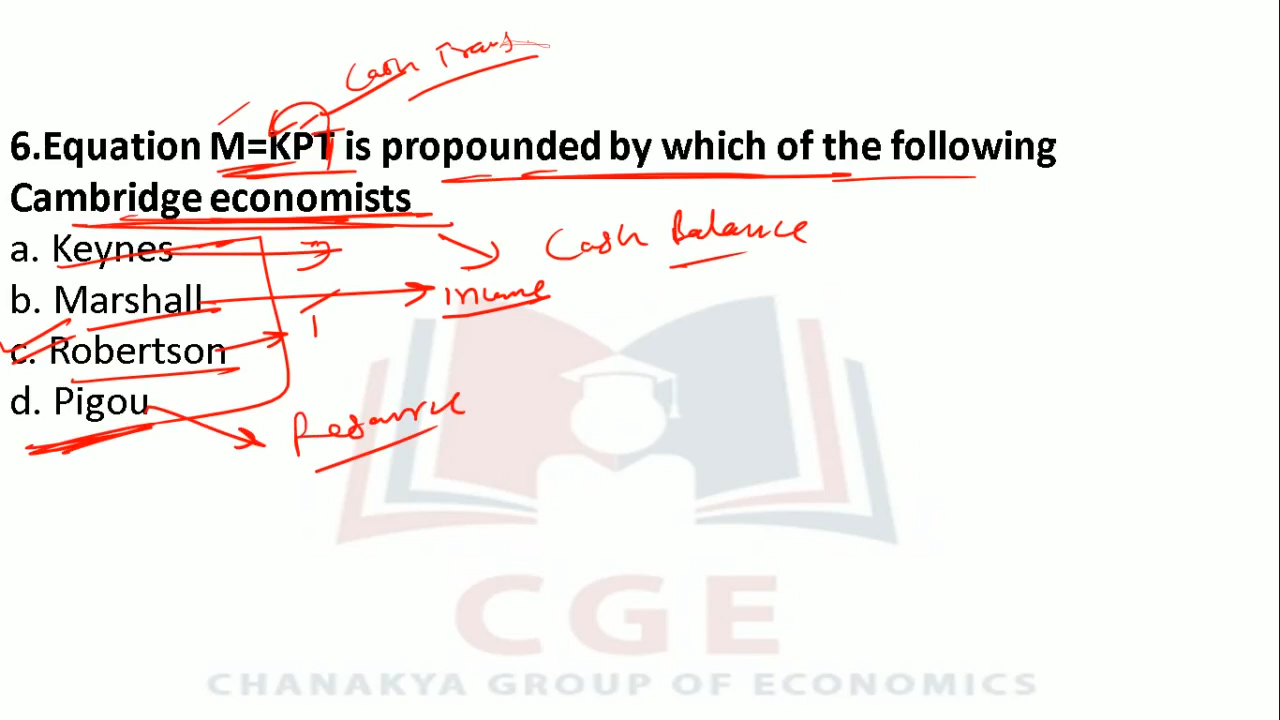 Cash Trans
6.Equation M=KPT is propounded by which of the following
Cambridge economists
a. Keynes
Cash Balance
b. Marshall
income
c. Robertson
d. Pigou
Resource
CGE
CHANAKYA GROUP OF ECONOMICS